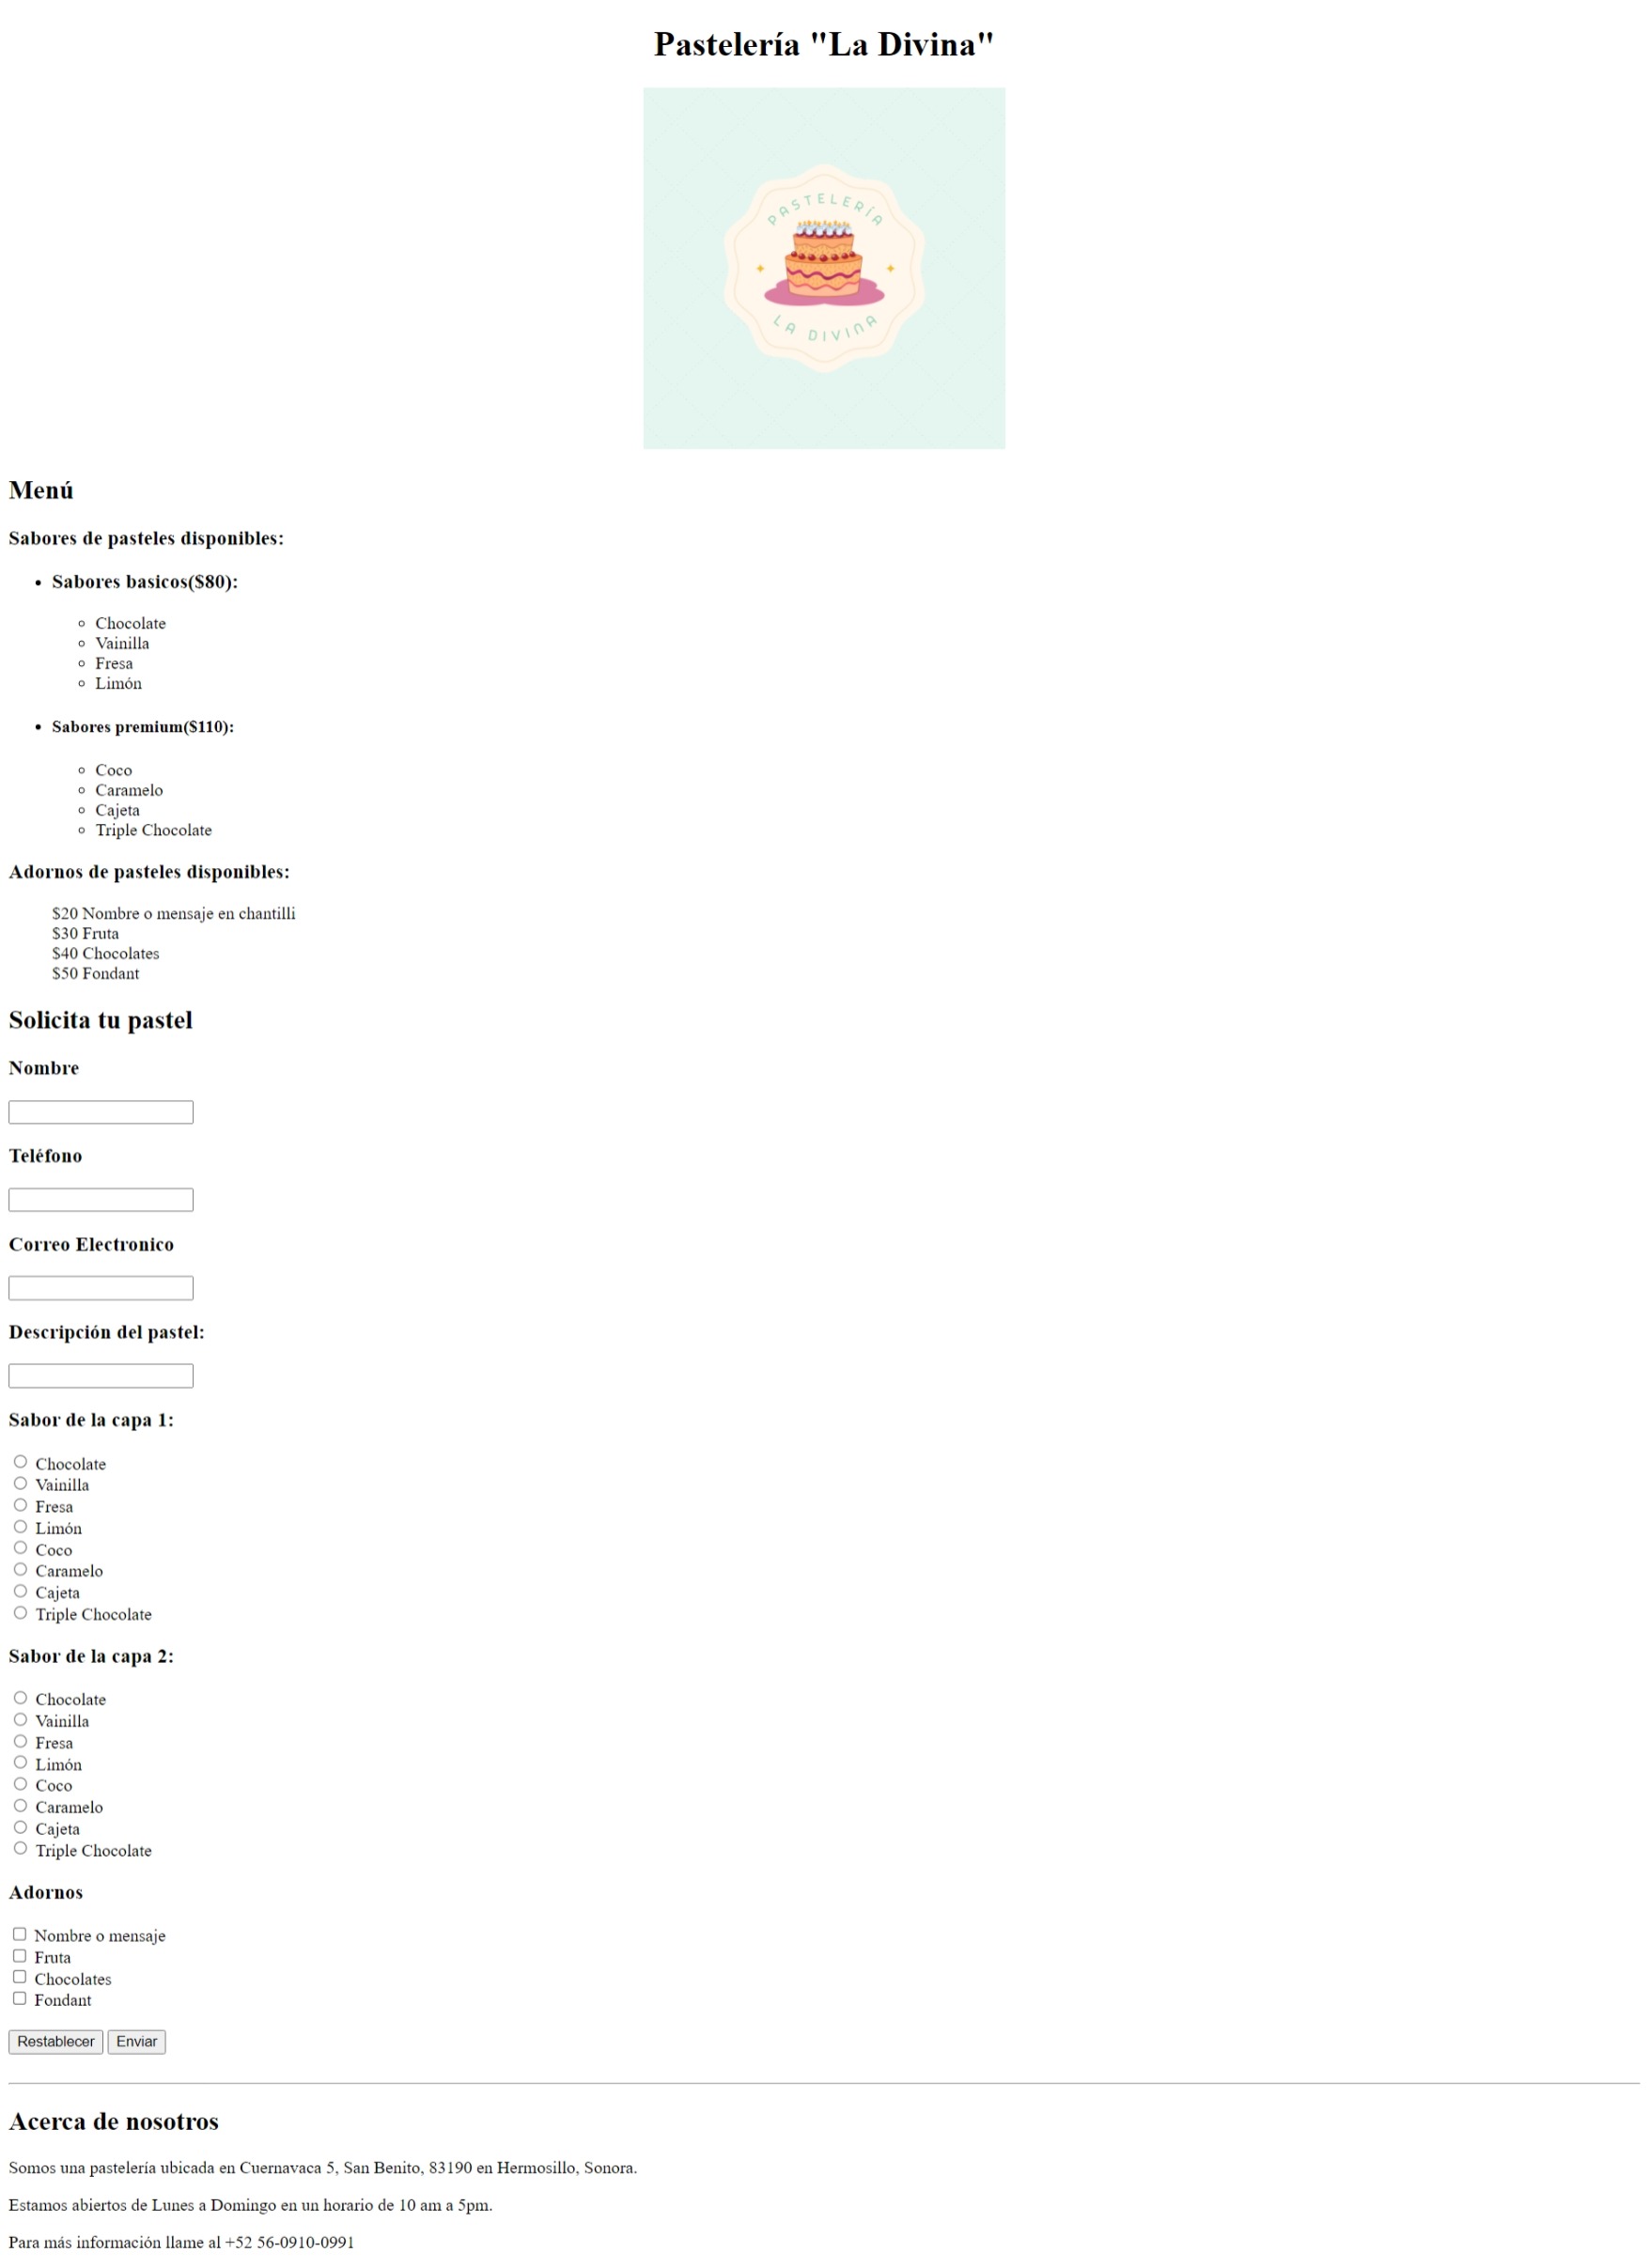 Pastelería "La Divina"
PASTELERÍA
LA DIVINA
Menú
Sabores de pasteles disponibles:
Sabores basicos($80):
Chocolate
Vainilla
Fresa
Limón
Sabores premium($110):
Coco
Caramelo
Cajeta
Triple Chocolate
Adornos de pasteles disponibles:
$20 Nombre o mensaje en chantilli
$30 Fruta
$40 Chocolates
$50 Fondant
Solicita tu pastel
Nombre
Teléfono
Correo Electronico
Descripción del pastel:
Sabor de la capa 1:
Chocolate
Vainilla
Fresa
Limón
Coco
Caramelo
Cajeta
Triple Chocolate
Sabor de la capa 2:
Chocolate
Vainilla
Fresa
Limón
Coco
Caramelo
Cajeta
Triple Chocolate
Adornos
Nombre o mensaje
Fruta
Chocolates
Fondant
Restablecer Enviar
Acerca de nosotros
Somos una pastelería ubicada en Cuernavaca 5, San Benito, 83190 en Hermosillo, Sonora.
Estamos abiertos de Lunes a Domingo en un horario de 10 am a 5pm.
Para más información llame al +52 56-0910-0991